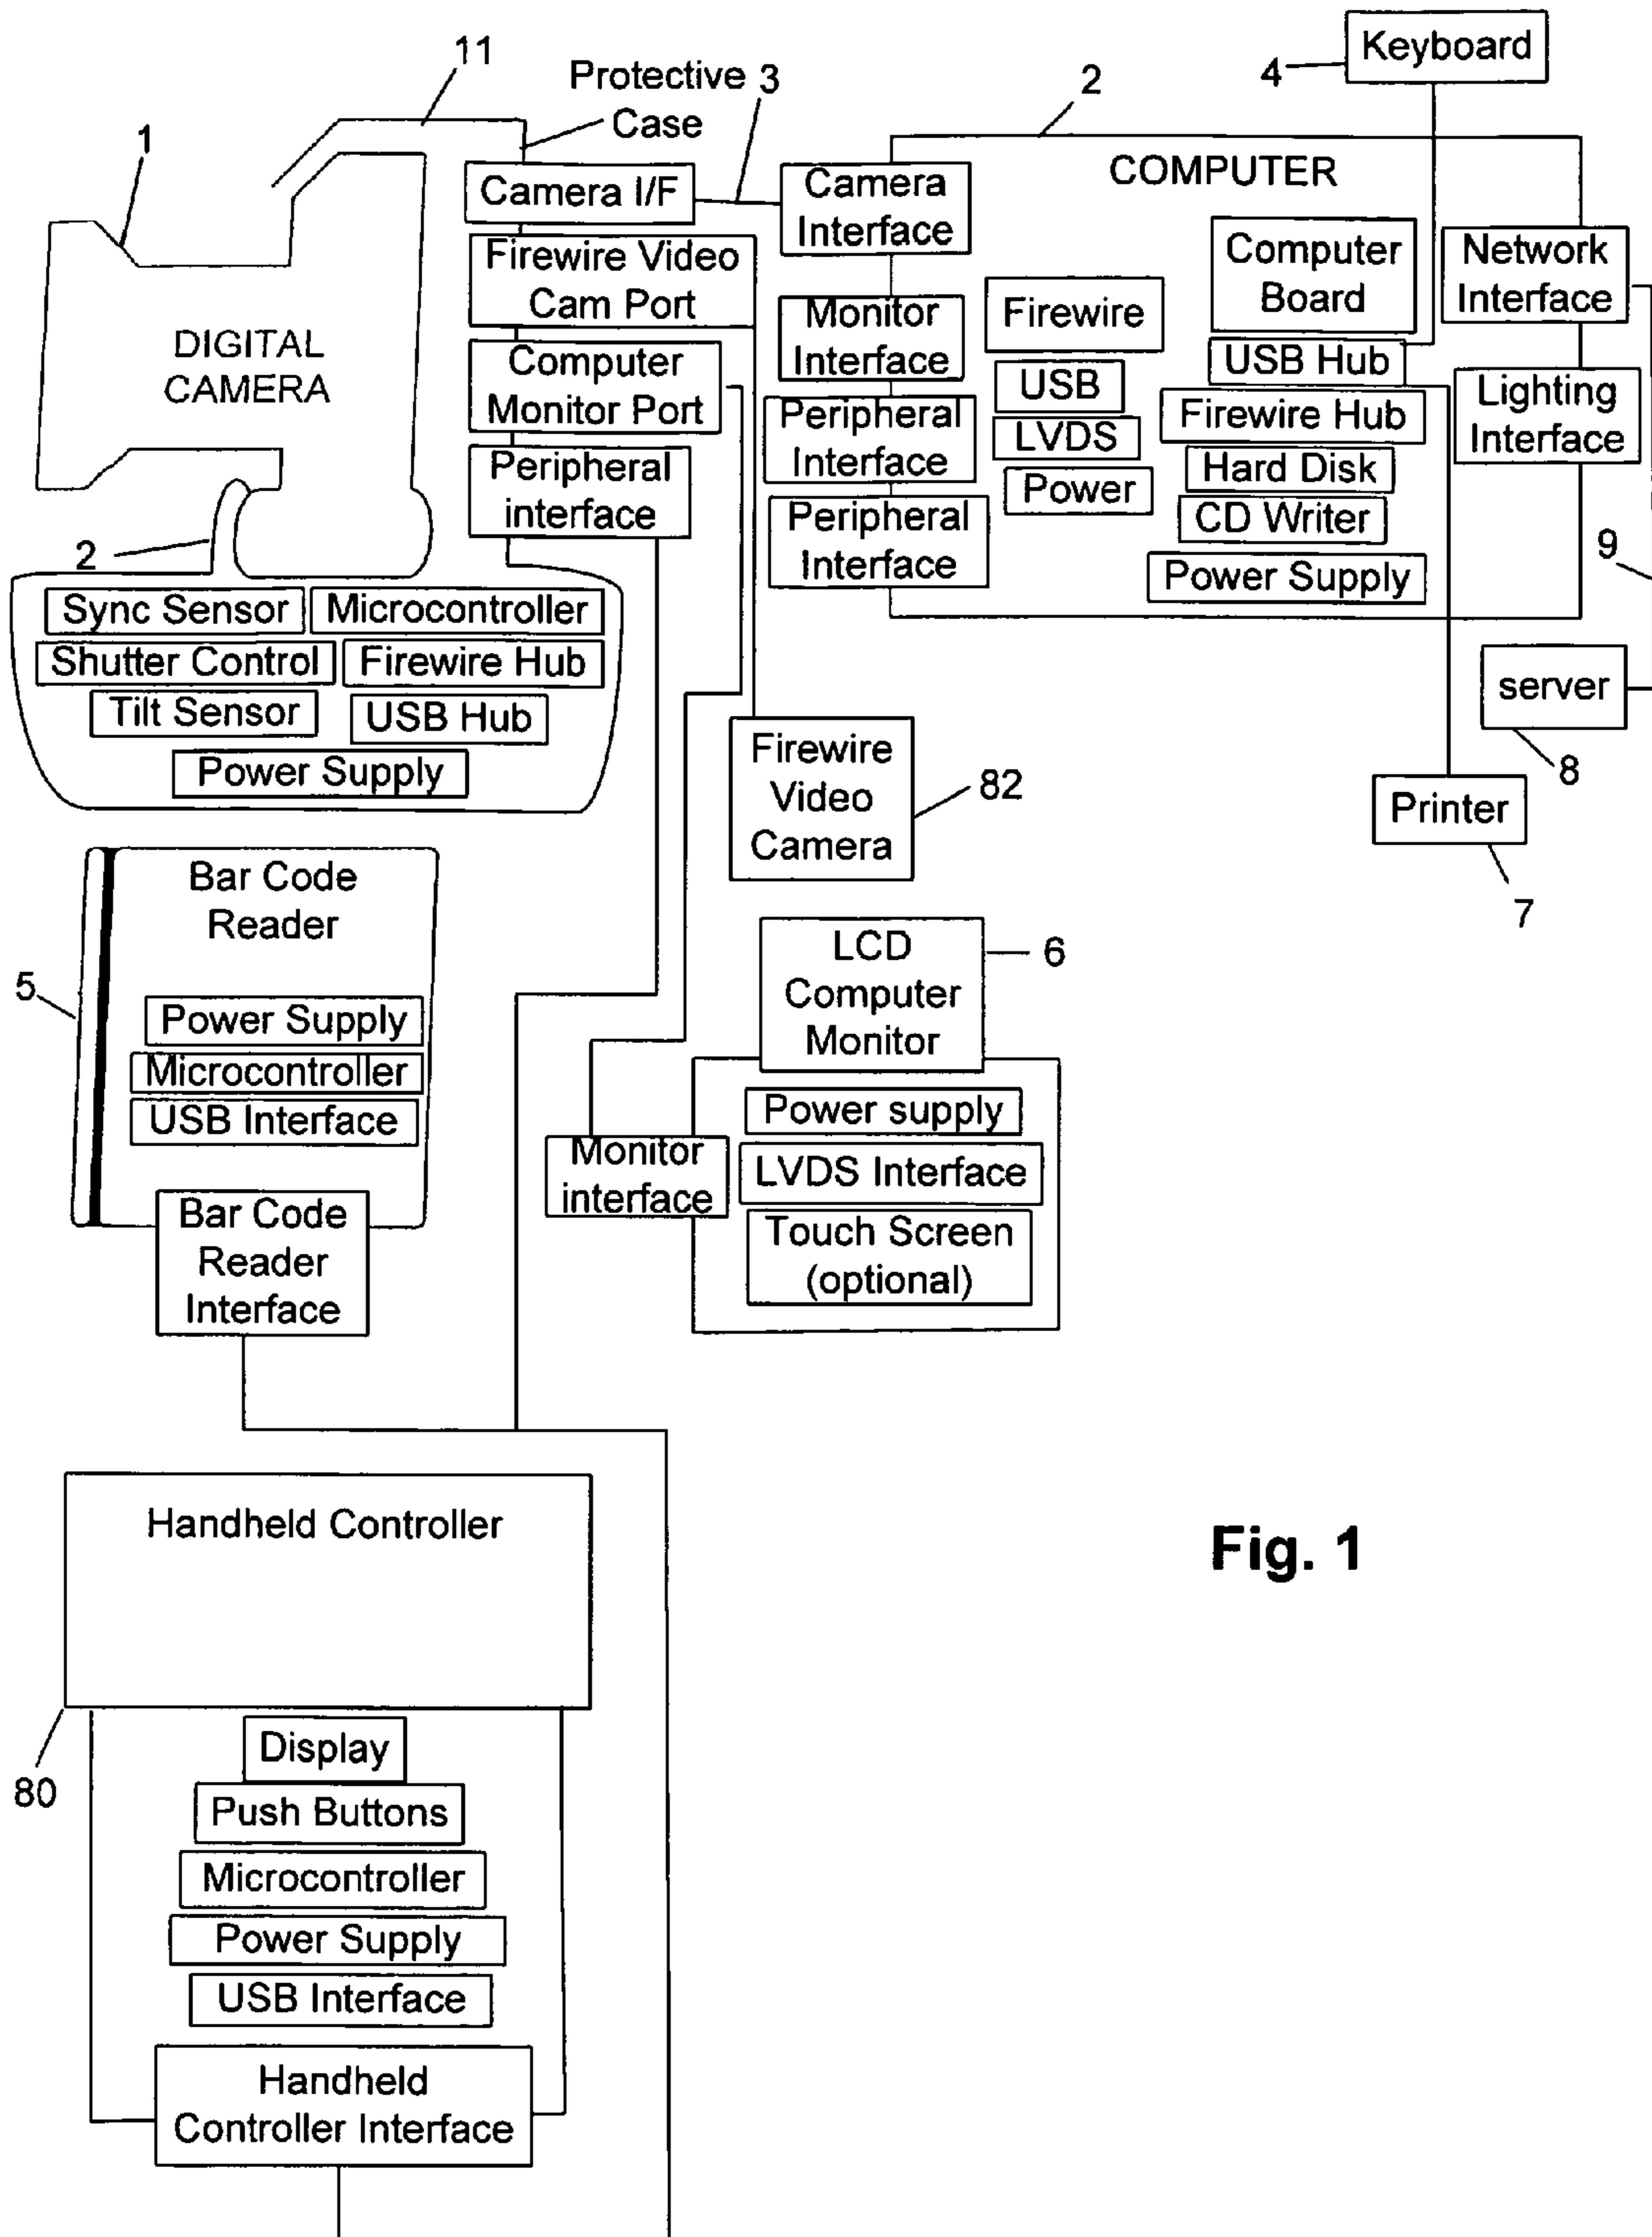 11
Protective
Case
3
1
DIGITAL
CAMERA
2
Camera I/F
Firewire Video
Cam Port
Computer
Monitor Port
Peripheral
interface
Sync Sensor
Microcontroller
Shutter Control
Firewire Hub
Tilt Sensor
USB Hub
Power Supply
4
Keyboard
2
COMPUTER
Camera
Interface
Monitor
Interface
Peripheral
Interface
Peripheral
Interface
Firewire
USB
LVDS
Power
Computer
Board
USB Hub
Firewire Hub
Hard Disk
CD Writer
Power Supply
Network
Interface
Lighting
Interface
9
server
8
Printer
7
Firewire
Video
Camera
82
LCD
Computer
Monitor
6
Power supply
LVDS Interface
Touch Screen
(optional)
Monitor
interface
Bar Code
Reader
5
Power Supply
Microcontroller
USB Interface
Bar Code
Reader
Interface
Handheld Controller
80
Display
Push Buttons
Microcontroller
Power Supply
USB Interface
Handheld
Controller Interface
Fig. 1